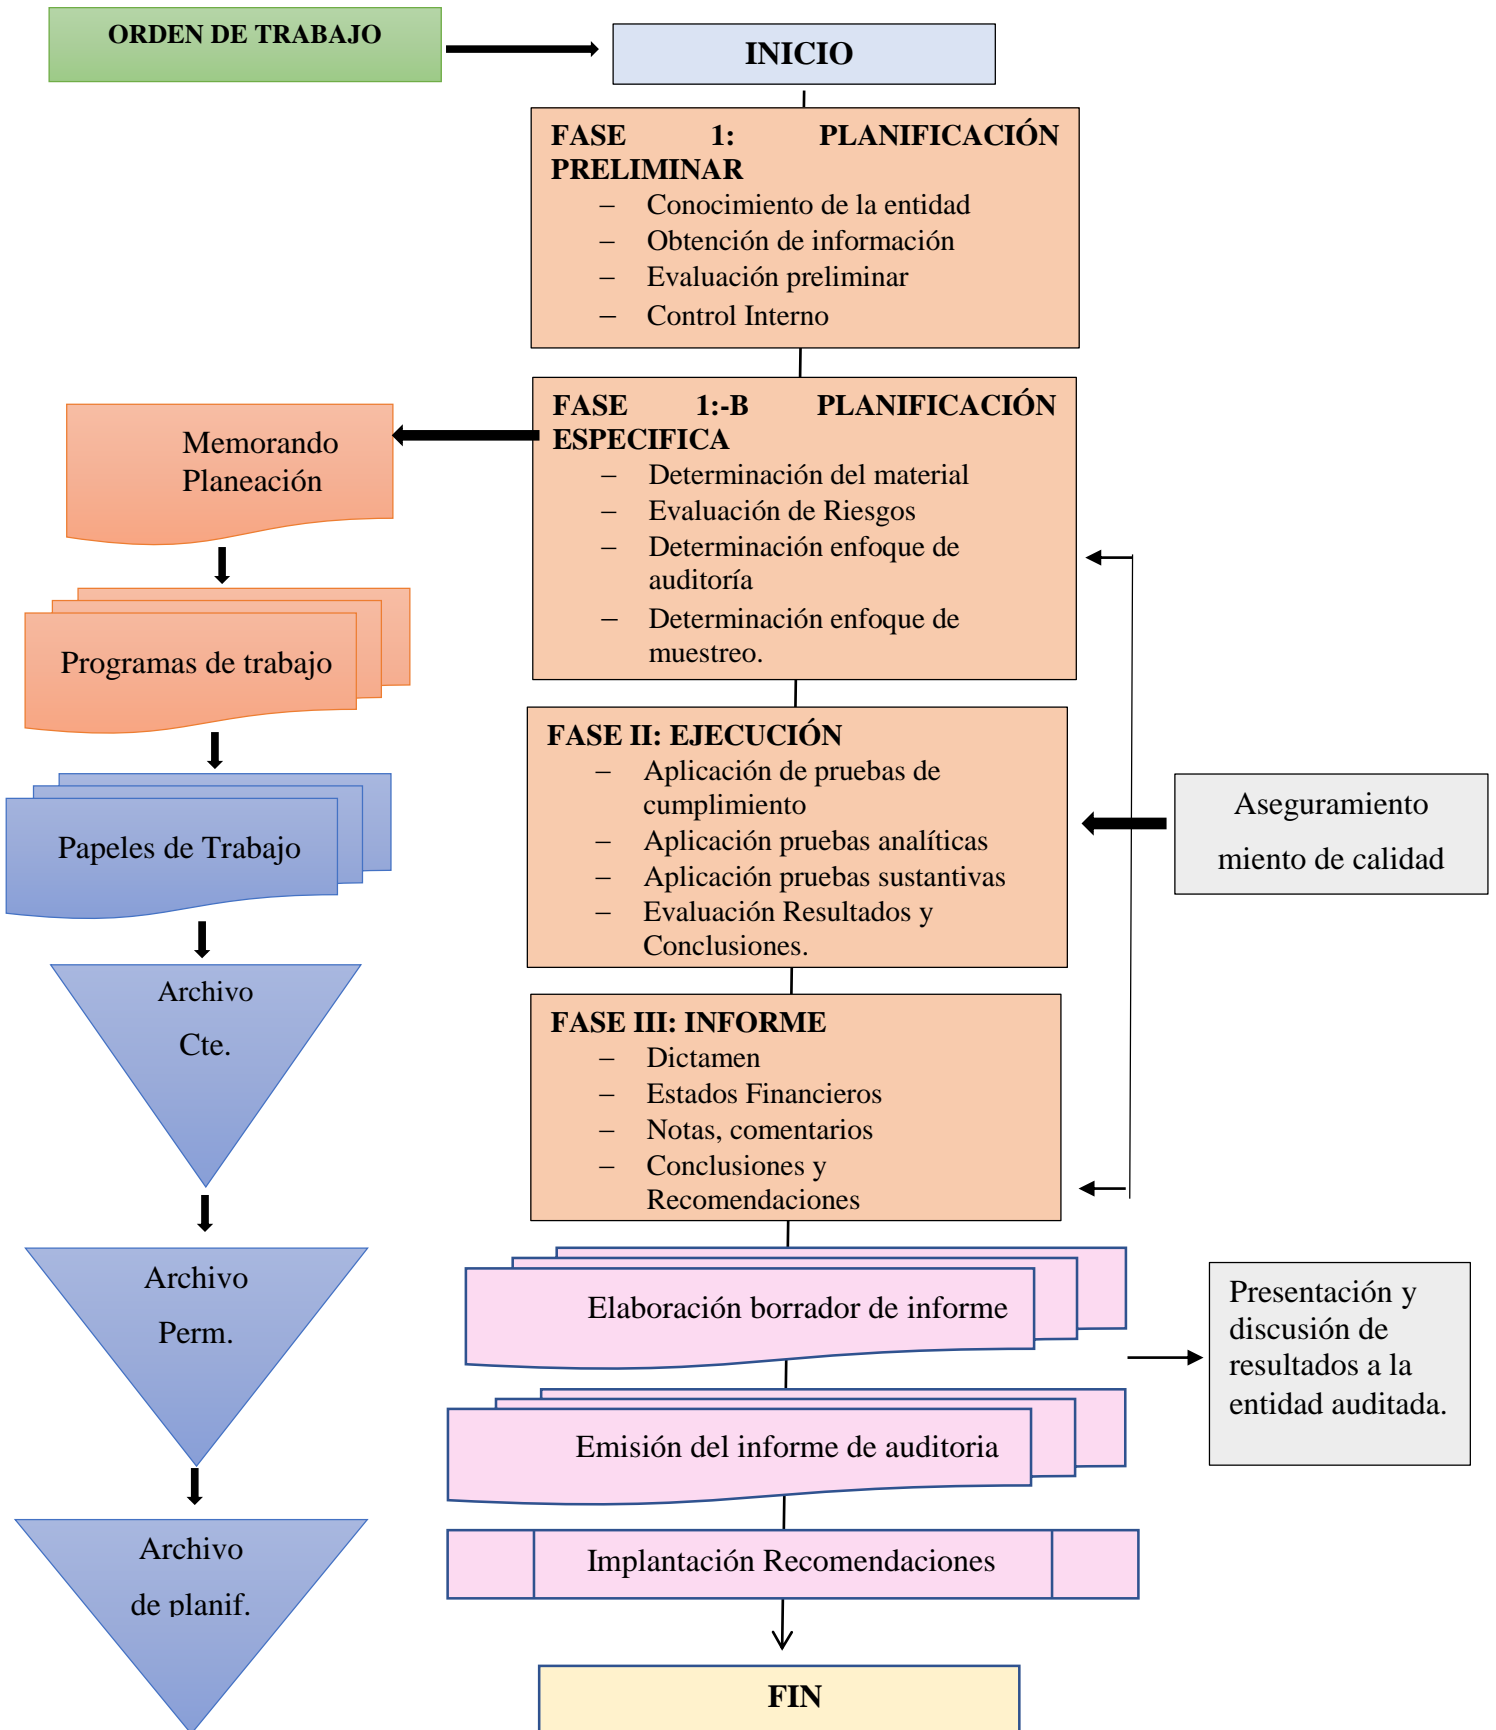 ORDEN DE TRABAJO
INICIO
FASE 1: PLANIFICACIÓN
PRELIMINAR
– Conocimiento de la entidad
– Obtención de información
– Evaluación preliminar
– Control Interno
FASE 1:-B PLANIFICACIÓN
ESPECIFICA
– Determinación del material
– Evaluación de Riesgos
– Determinación enfoque de
auditoría
– Determinación enfoque de
muestreo.
Memorando
Planeación
Programas de trabajo
Papeles de Trabajo
Archivo
Cte.
Archivo
Perm.
Archivo
de planif.
FASE II: EJECUCIÓN
– Aplicación de pruebas de
cumplimiento
– Aplicación pruebas analíticas
– Aplicación pruebas sustantivas
– Evaluación Resultados y
Conclusiones.
Aseguramiento
miento de calidad
FASE III: INFORME
– Dictamen
– Estados Financieros
– Notas, comentarios
– Conclusiones y
Recomendaciones
Elaboración borrador de informe
Presentación y
discusión de
resultados a la
entidad auditada.
Emisión del informe de auditoria
Implantación Recomendaciones
FIN